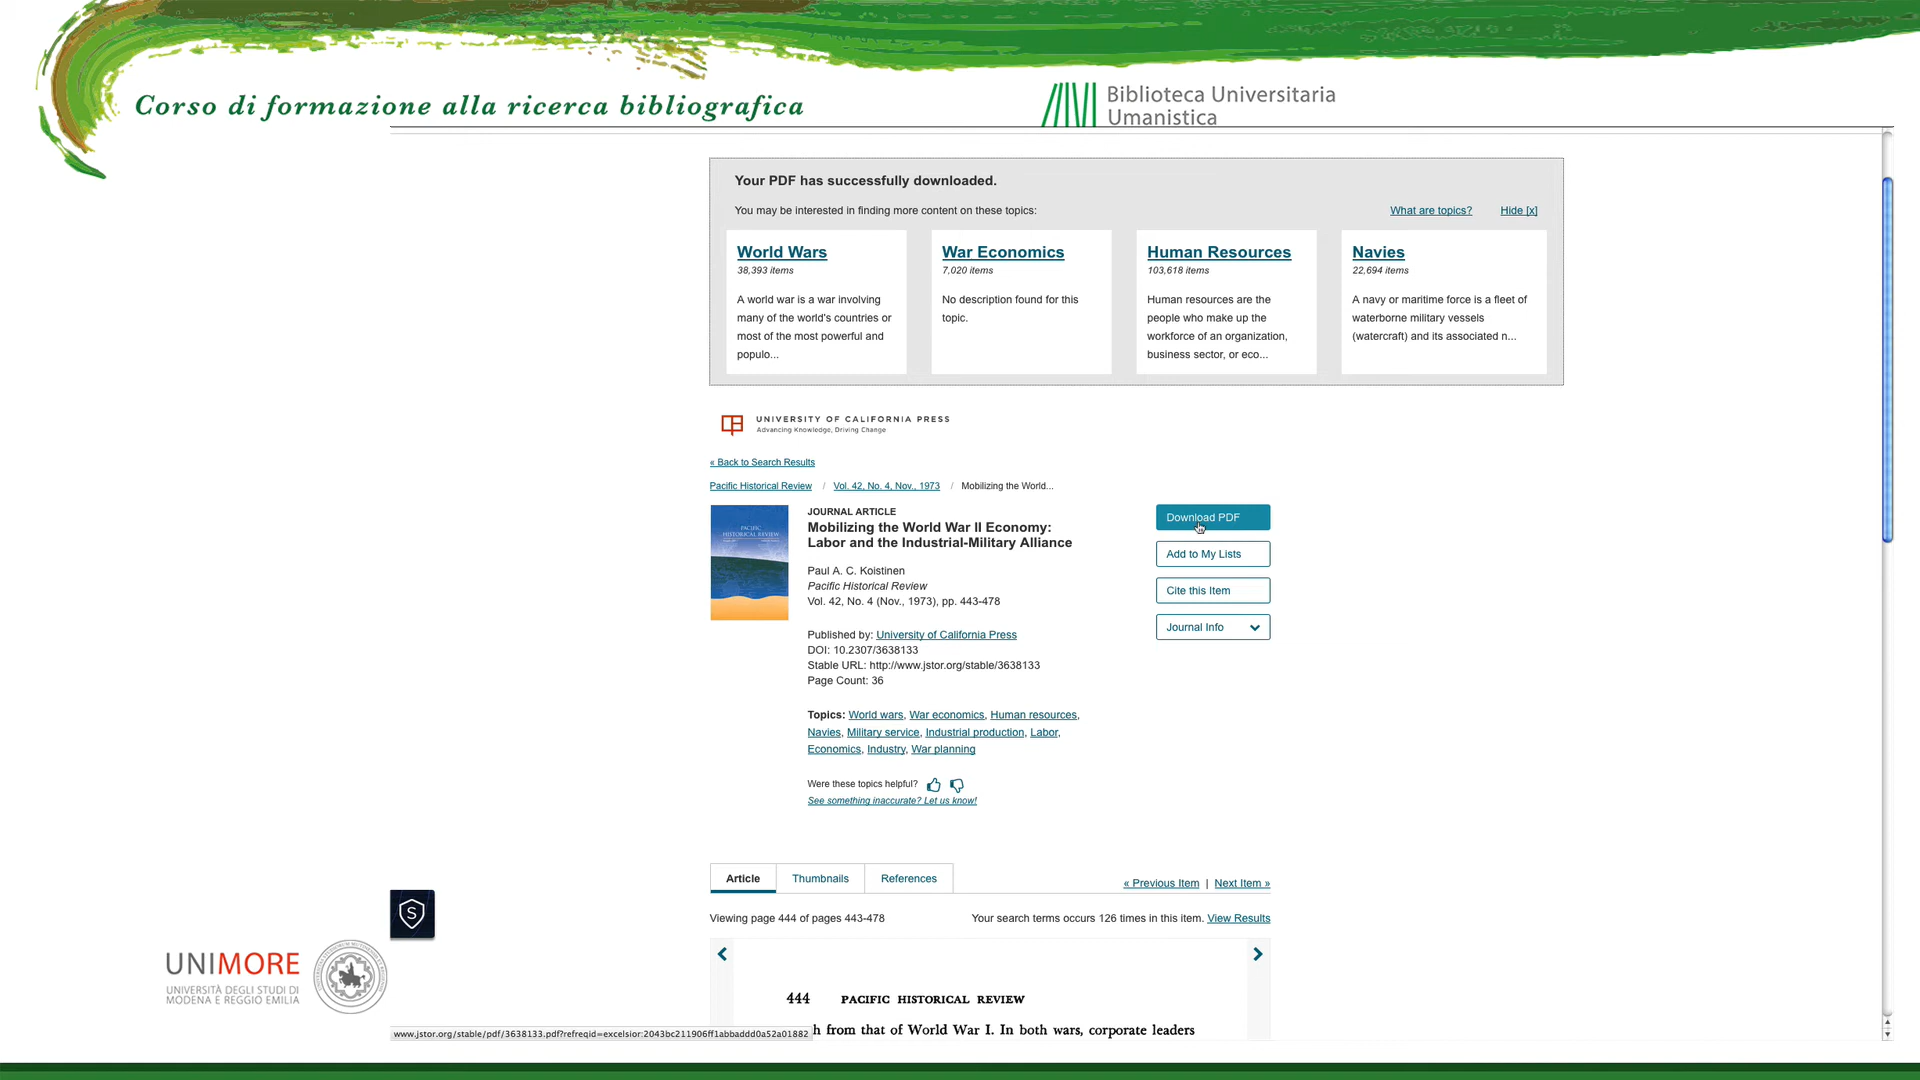 Corso di formazione alla ricerca bibliografica
Biblioteca Universitaria
Umanistica
Your PDF has successfully downloaded.
You may be interested in finding more content on these topics:
What are topics?
Hide [x]
World Wars
38,393 items
A world war is a war involving
many of the world's countries or
most of the most powerful and
populo...
War Economics
7,020 items
No description found for this
topic.
Human Resources
103,618 items
Human resources are the
people who make up the
workforce of an organization,
business sector, or eco...
Navies
22,694 items
A navy or maritime force is a fleet of
waterborne military vessels
(watercraft) and its associated n...
UNIVERSITY OF CALIFORNIA PRESS
Advancing Knowledge, Driving Change
« Back to Search Results
Pacific Historical Review / Vol. 42, No. 4, Nov., 1973 / Mobilizing the World...
PACIFIC
HISTORICAL REVIEW
JOURNAL ARTICLE
Mobilizing the World War II Economy:
Labor and the Industrial-Military Alliance
Paul A. C. Koistinen
Pacific Historical Review
Vol. 42, No. 4 (Nov., 1973), pp. 443-478
Published by: University of California Press
DOI: 10.2307/3638133
Stable URL: http://www.jstor.org/stable/3638133
Page Count: 36
Topics: World wars, War economics, Human resources,
Navies, Military service, Industrial production, Labor,
Economics, Industry, War planning
Were these topics helpful?
See something inaccurate? Let us know!
Download PDF
Add to My Lists
Cite this Item
Journal Info
Article
Thumbnails
References
« Previous Item | Next Item »
Viewing page 444 of pages 443-478
Your search terms occurs 126 times in this item. View Results
444 PACIFIC HISTORICAL REVIEW
h from that of World War I. In both wars, corporate leaders
S
UNIMORE
UNIVERSITÀ DEGLI STUDI DI
MODENA E REGGIO EMILIA
www.jstor.org/stable/pdf/3638133.pdf?refreqid=excelsior:2043bc211906ff1abbaddd0a52a01882